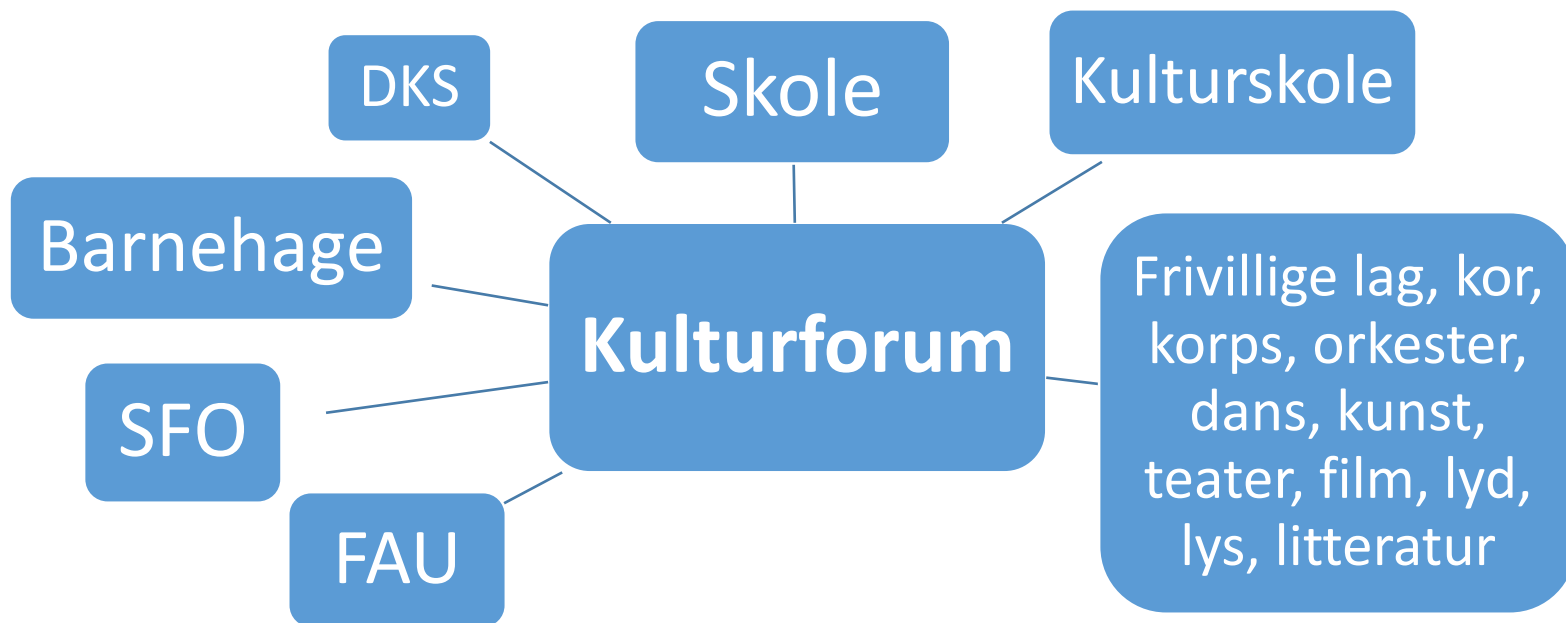 DKS
Skole
Kulturskole
Barnehage
Kulturforum
Frivillige lag, kor,
korps, orkester,
dans, kunst,
teater, film, lyd,
lys, litteratur
SFO
FAU